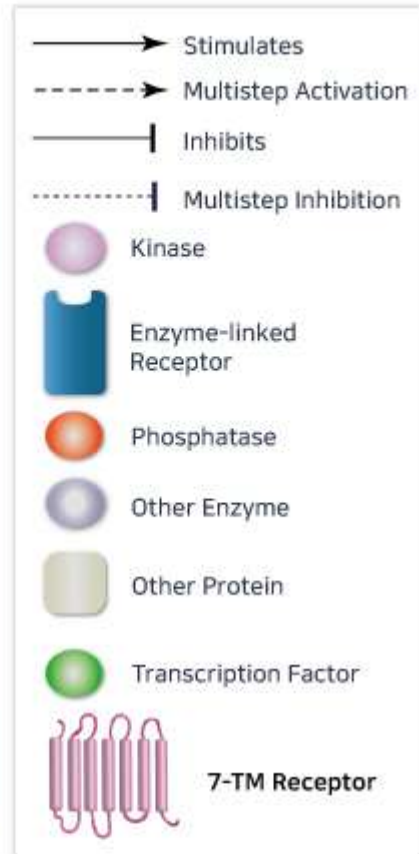 Stimulates
Multistep Activation
Inhibits
Multistep Inhibition
Kinase
Enzyme-linked
Receptor
Phosphatase
Other Enzyme
Other Protein
Transcription Factor
7-TM Receptor